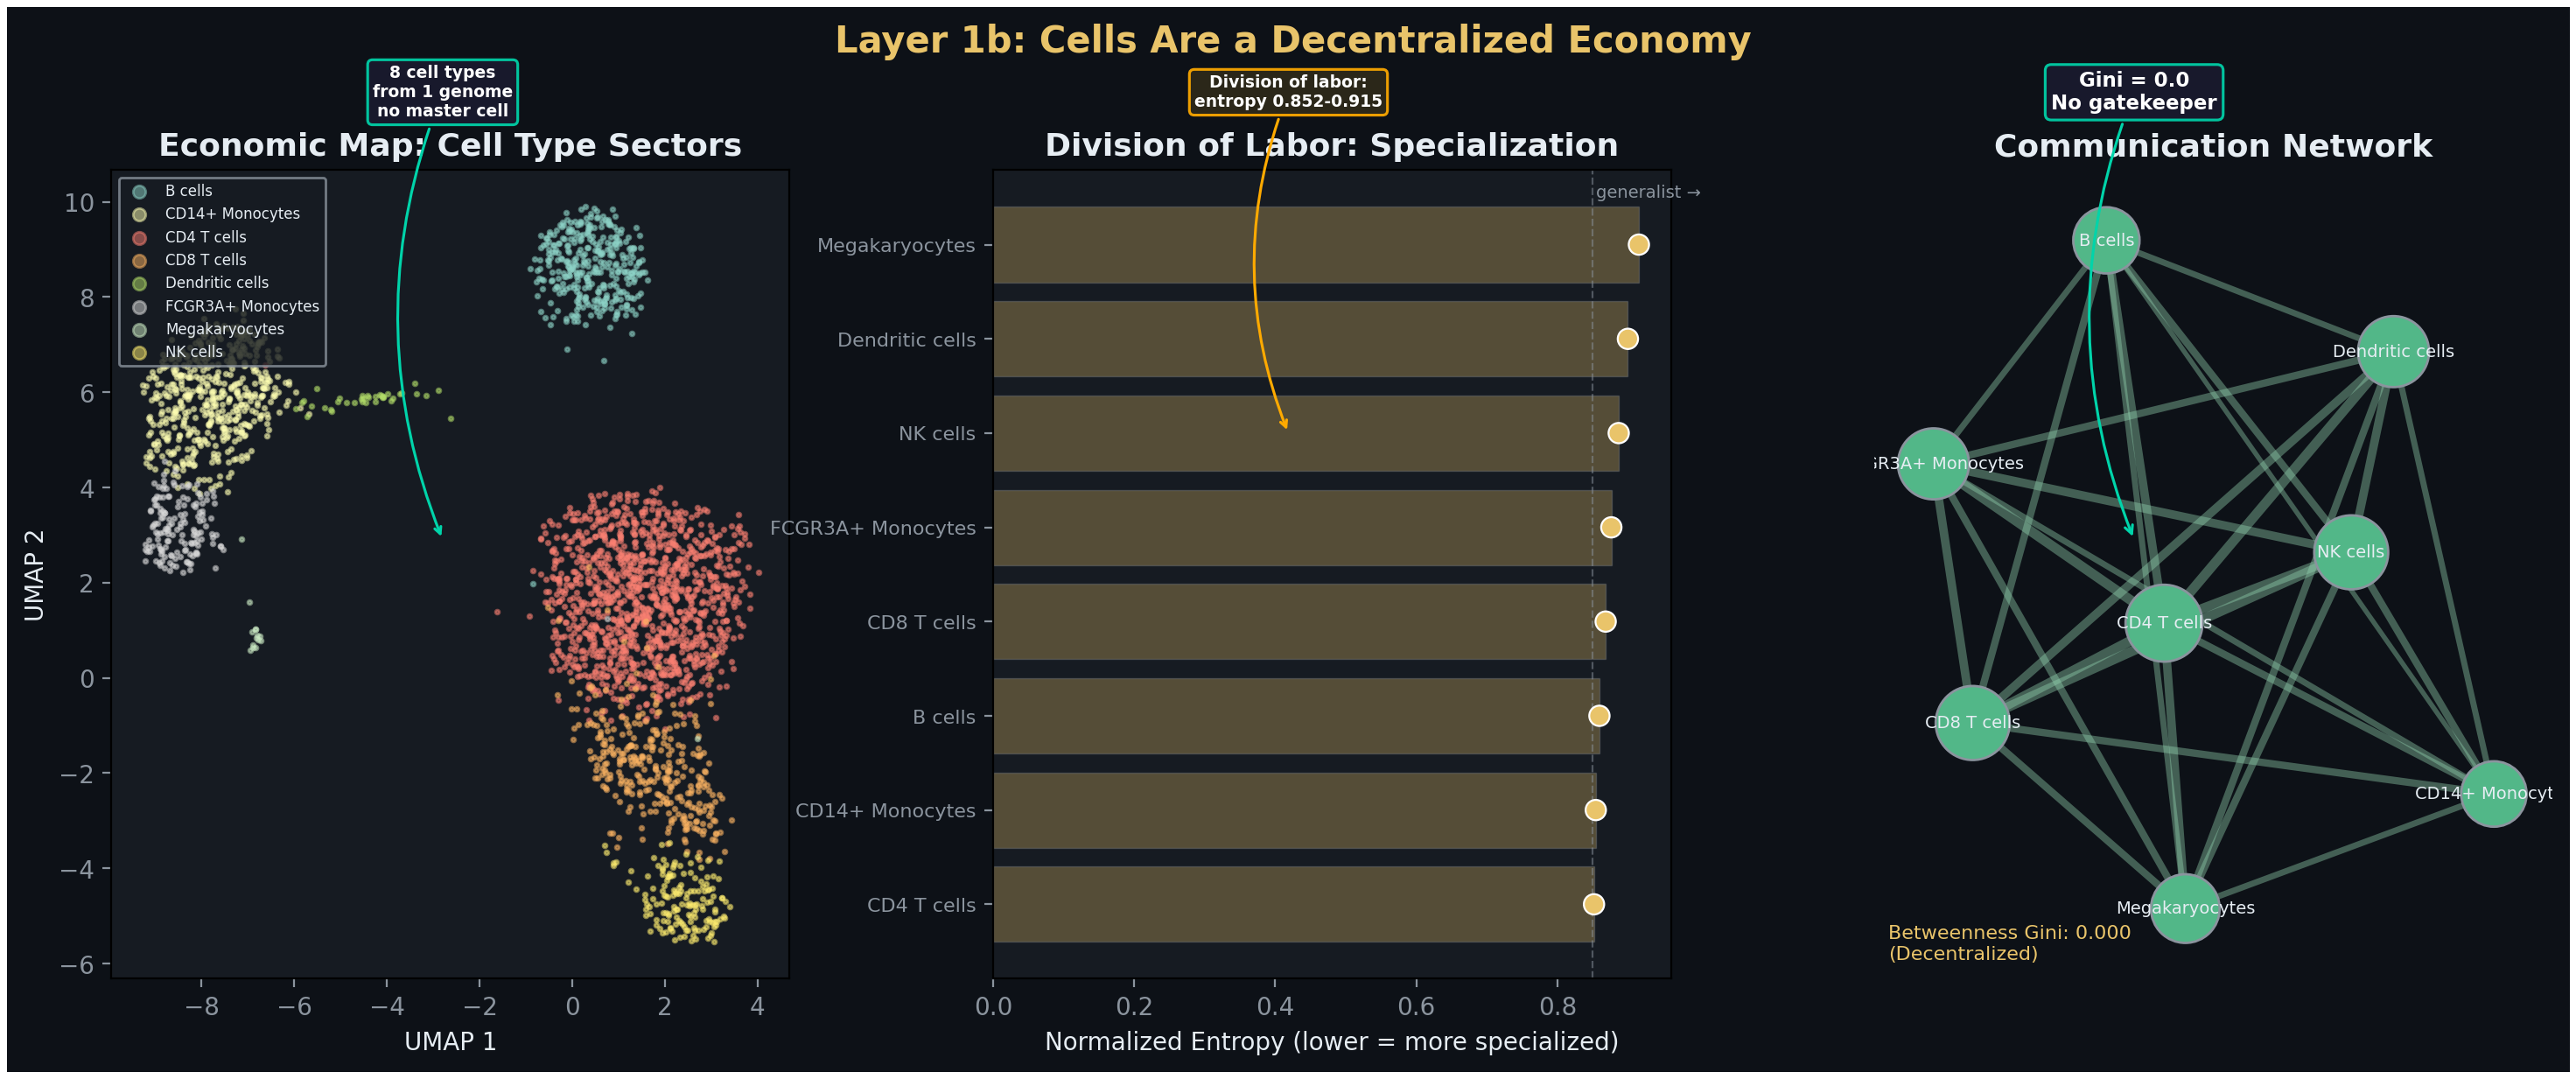 Layer 1b: Cells Are a Decentralized Economy
8 cell types
from 1 genome
no master cell
Division of labor:
entropy 0.852-0.915
Gini = 0.0
No gatekeeper
Economic Map: Cell Type Sectors
B cells
CD14+ Monocytes
CD4 T cells
CD8 T cells
Dendritic cells
FCGR3A+ Monocytes
Megakaryocytes
NK cells
10
8
6
4
2
0
−2
−4
−6
UMAP 2
−8
−6
−4
−2
0
2
4
UMAP 1
Division of Labor: Specialization
generalist →
Megakaryocytes
Dendritic cells
NK cells
FCGR3A+ Monocytes
CD8 T cells
B cells
CD14+ Monocytes
CD4 T cells
0.0
0.2
0.4
0.6
0.8
Normalized Entropy (lower = more specialized)
Communication Network
B cells
Dendritic cells
GR3A+ Monocytes
NK cells
CD4 T cells
CD8 T cells
CD14+ Monocyt
Megakaryocytes
Betweenness Gini: 0.000
(Decentralized)